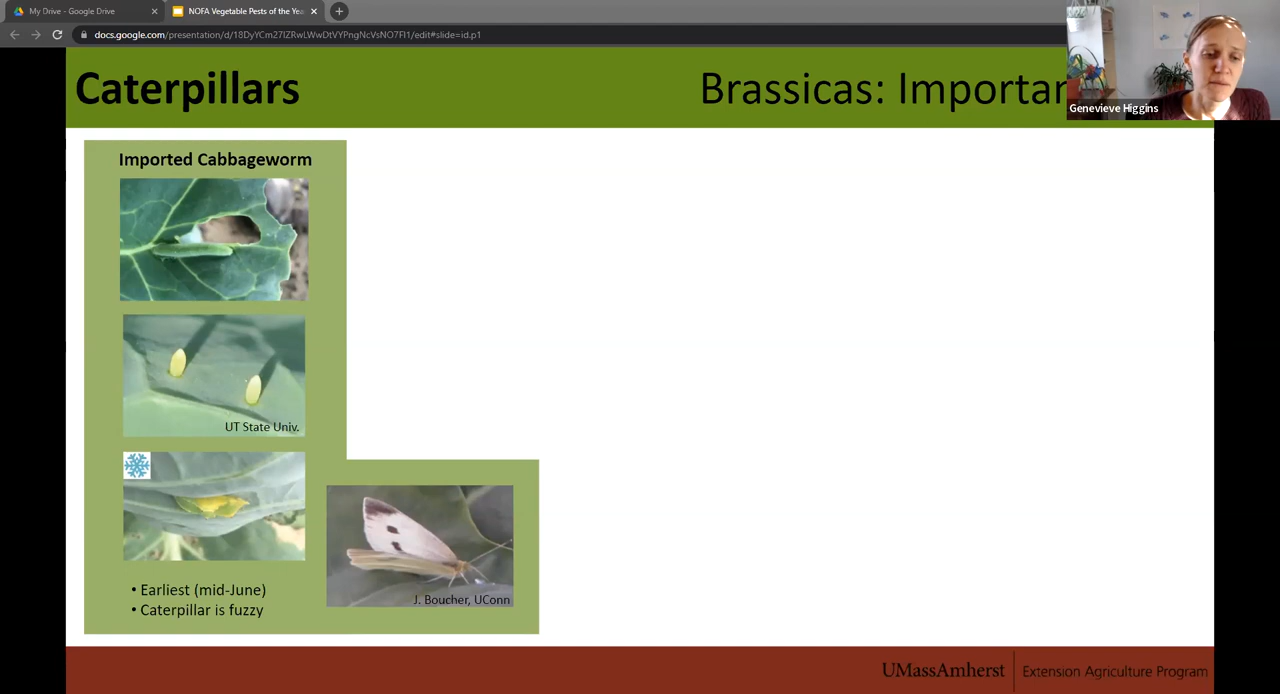 My Drive - Google Drive
NOFA Vegetable Pests of the Yea
docs.google.com/presentation/d/18DyYCm27lZRwLWwDtVYPngNcVsNO7Fl1/edit#slide=id.p1
Caterpillars
Brassicas: Importan
Genevieve Higgins
Imported Cabbageworm
UT State Univ.
J. Boucher, UConn
• Earliest (mid-June)
• Caterpillar is fuzzy
UMassAmherst
Extension Agriculture Program